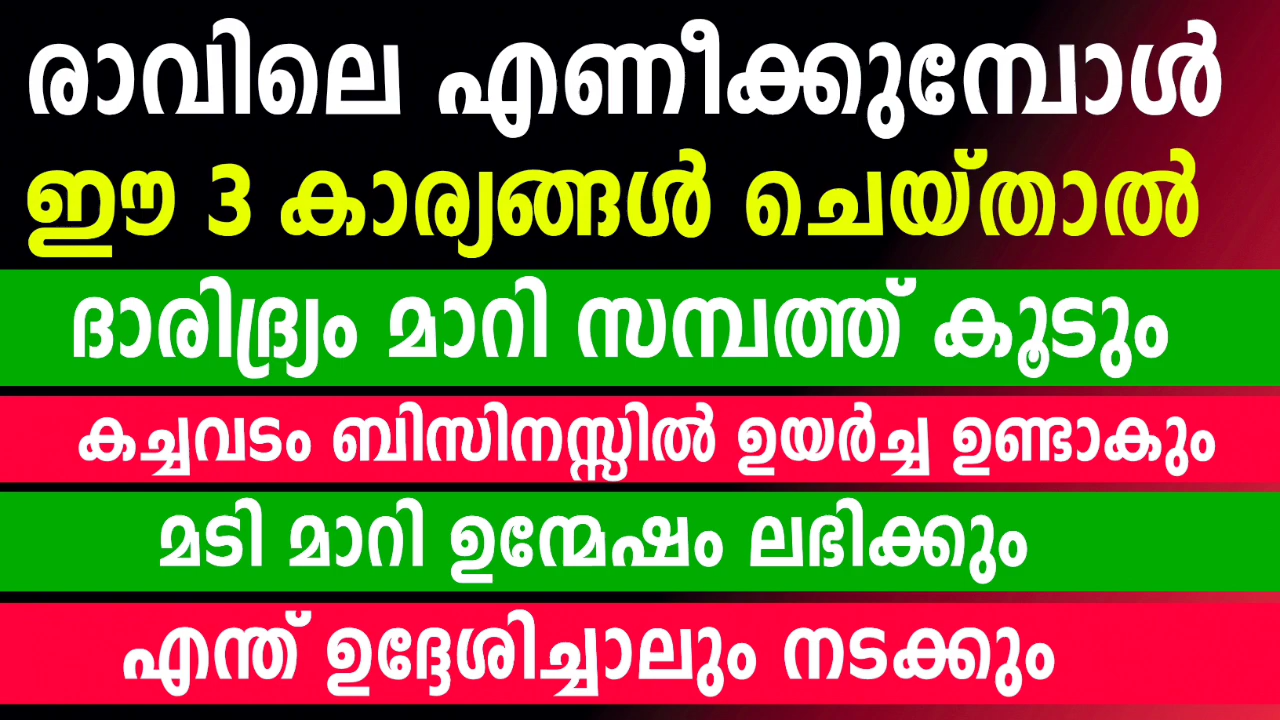 രാവിലെ എണീക്കുമ്പോൾ
ഈ 3 കാര്യങ്ങൾ ചെയ്താൽ
ദാരിദ്ര്യം മാറി സമ്പത്ത് കൂടും
കച്ചവടം ബിസിനസ്സിൽ ഉയർച്ച ഉണ്ടാകും
മടി മാറി ഉന്മേഷം ലഭിക്കും
എന്ത് ഉദ്ദേശിച്ചാലും നടക്കും